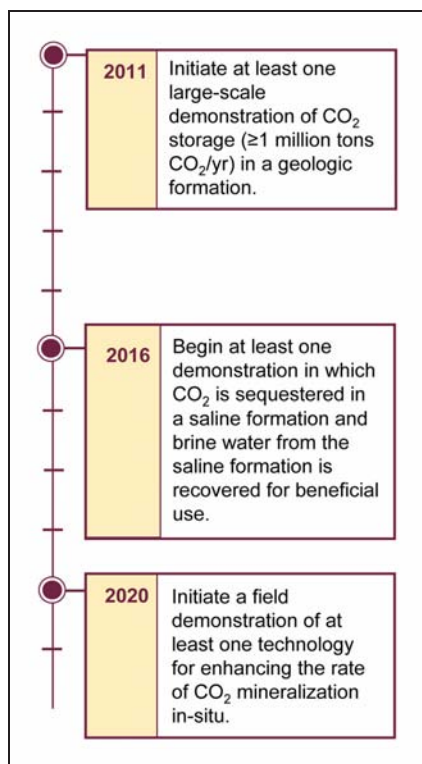 2011
Initiate at least one
large-scale
demonstration of CO₂
storage (≥1 million tons
CO₂/yr) in a geologic
formation.
2016
Begin at least one
demonstration in which
CO₂ is sequestered in
a saline formation and
brine water from the
saline formation is
recovered for beneficial
use.
2020
Initiate a field
demonstration of at
least one technology
for enhancing the rate
of CO₂ mineralization
in-situ.